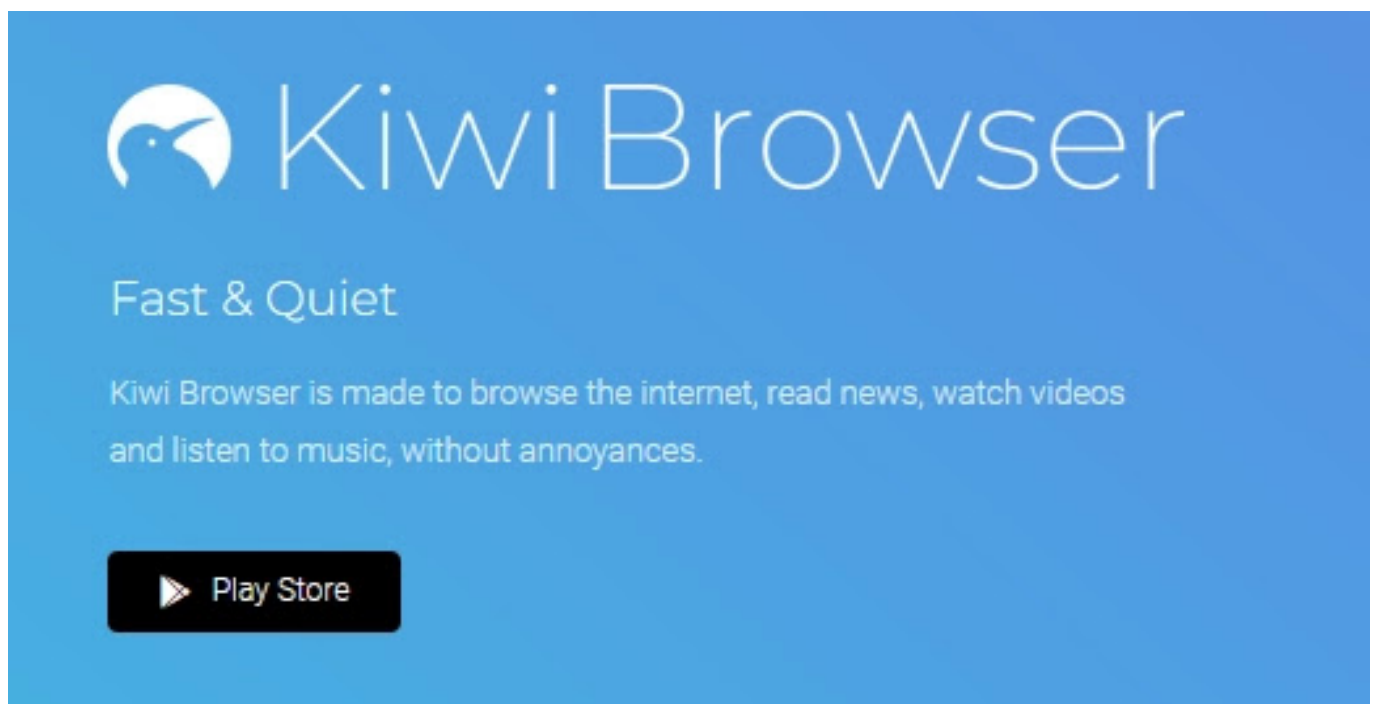 Kiwi Browser
Fast & Quiet
Kiwi Browser is made to browse the internet, read news, watch videos
and listen to music, without annoyances.
Play Store